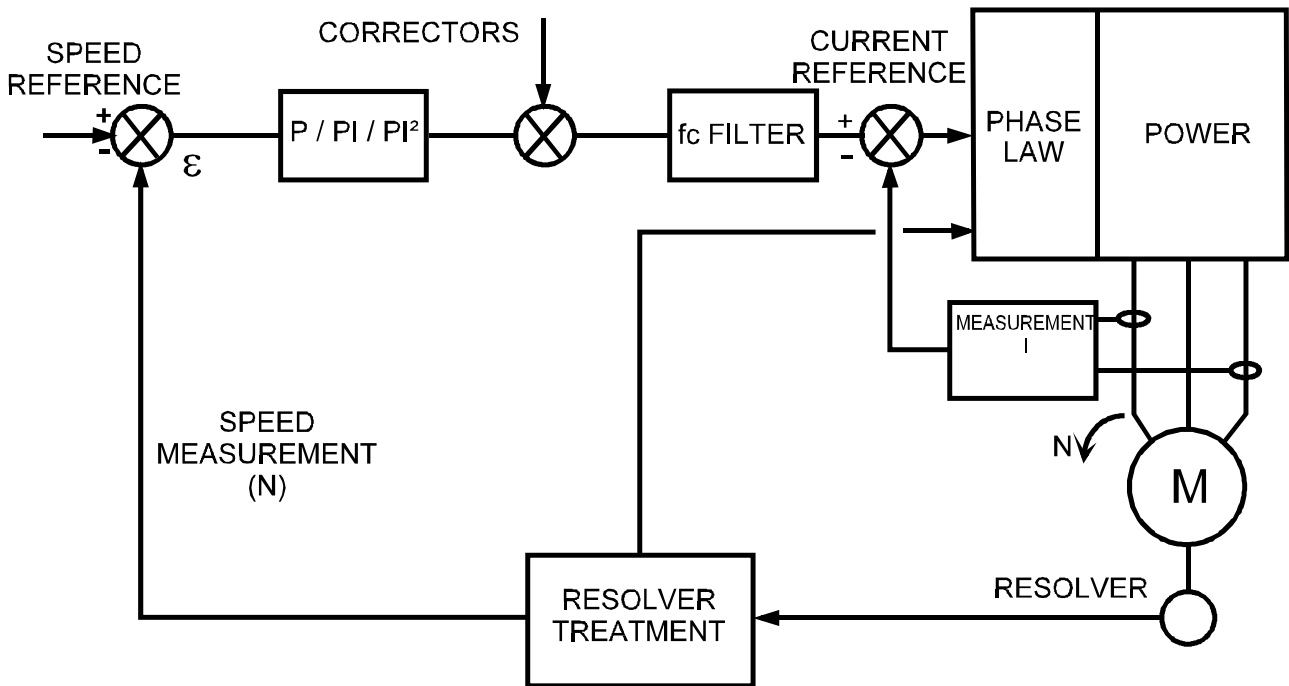 CORRECTORS
SPEED
REFERENCE
CURRENT
REFERENCE
+
-
ε
P / PI / PI²
fc FILTER
+
-
PHASE
LAW
POWER
MEASUREMENT
I
SPEED
MEASUREMENT
(N)
N
M
RESOLVER
TREATMENT
RESOLVER